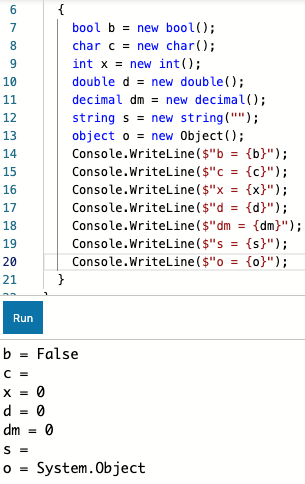 6 {
7 bool b = new bool();
8 char c = new char();
9 int x = new int();
10 double d = new double();
11 decimal dm = new decimal();
12 string s = new string("");
13 object o = new Object();
14 Console.WriteLine($"b = {b}");
15 Console.WriteLine($"c = {c}");
16 Console.WriteLine($"x = {x}");
17 Console.WriteLine($"d = {d}");
18 Console.WriteLine($"dm = {dm}");
19 Console.WriteLine($"s = {s}");
20 Console.WriteLine($"o = {o}");
21 }
Run
b = False
c =
x = 0
d = 0
dm = 0
s =
o = System.Object